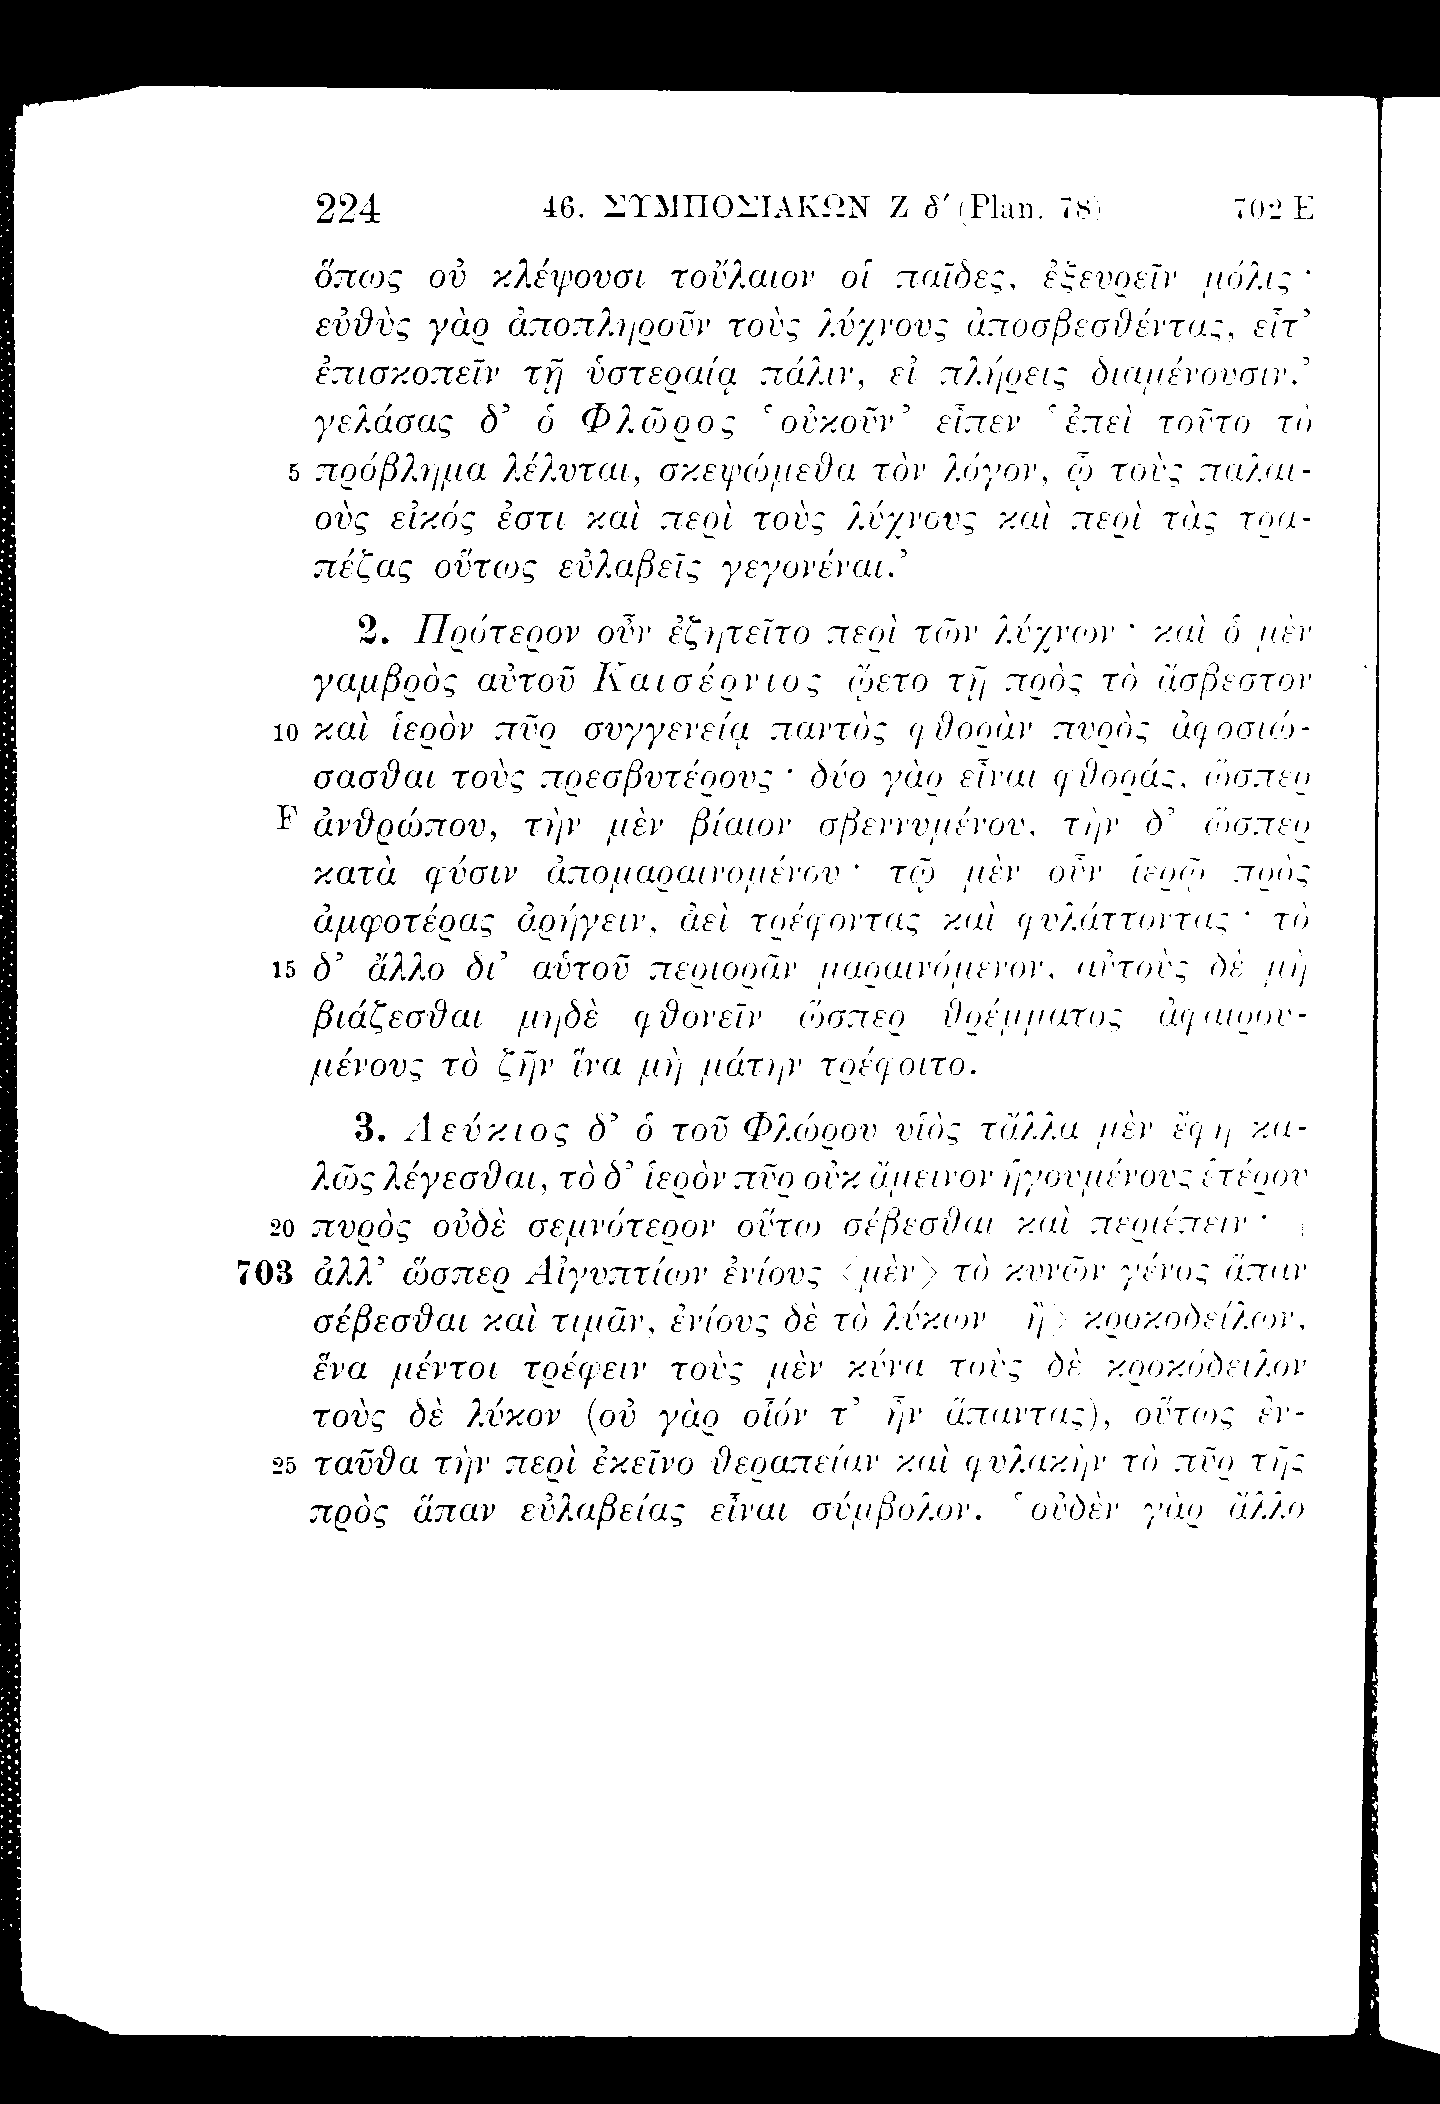 224 46. ΣΥΜΠΟΣΙΑΚΩΝ Ζ δ′ (Plan. 78) 702 E
ὅπως οὐ κλέψουσι τοὔλαιον οἱ παῖδες, ἐξευρεῖν μόλις·
εὐθὺς γὰρ ἀποπληροῦν τοὺς λύχνους ἀποσβεσθέντας, εἶτ’
ἐπισκοπεῖν τῇ ὑστεραίᾳ πάλιν, εἰ πλήρεις διαμένουσιν.’
γελάσας δ’ ὁ Φλῶρος ‘οὐκοῦν’ εἶπεν ‘ἐπεὶ τοῦτο τὸ
5 πρόβλημα λέλυται, σκεψώμεθα τὸν λόγον, ᾧ τοὺς παλαι-
οὺς εἰκός ἐστι καὶ περὶ τοὺς λύχνους καὶ περὶ τὰς τρα-
πέζας οὕτως εὐλαβεῖς γεγονέναι.’
2. Πρότερον οὖν ἐζητεῖτο περὶ τῶν λύχνων· καὶ ὁ μὲν
γαμβρὸς αὐτοῦ Καισέρνιος ᾤετο τῇ πρὸς τὸ ἄσβεστον
10 καὶ ἱερὸν πῦρ συγγενείᾳ παντὸς φθορὰν πυρὸς ἀφοσιώ-
σασθαι τοὺς πρεσβυτέρους· δύο γὰρ εἶναι φθοράς, ὥσπερ
F ἀνθρώπου, τὴν μὲν βίαιον σβεννυμένου, τὴν δ’ ὥσπερ
κατὰ φύσιν ἀπομαραινομένου· τῷ μὲν οὖν ἱερῷ πρὸς
ἀμφοτέρας ἀρήγειν, ἀεὶ τρέφοντας καὶ φυλάττοντας· τὸ
15 δ’ ἄλλο δι’ αὑτοῦ περιορᾶν μαραινόμενον, αὐτοὺς δὲ μὴ
βιάζεσθαι μηδὲ φθονεῖν ὥσπερ θρέμματος ἀφαιρου-
μένους τὸ ζῆν ἵνα μὴ μάτην τρέφοιτο.
3. Λεύκιος δ’ ὁ τοῦ Φλώρου υἱὸς τἄλλα μὲν ἔφη κα-
λῶς λέγεσθαι, τὸ δ’ ἱερὸν πῦρ οὐκ ἄμεινον ἡγουμένους ἑτέρου
20 πυρὸς οὐδὲ σεμνότερον οὕτω σέβεσθαι καὶ περιέπειν·
703 ἀλλ’ ὥσπερ Αἰγυπτίων ἐνίους <μὲν> τὸ κυνῶν γένος ἅπαν
σέβεσθαι καὶ τιμᾶν, ἐνίους δὲ τὸ λύκων <ἢ> κροκοδείλων,
ἕνα μέντοι τρέφειν τοὺς μὲν κύνα τοὺς δὲ κροκόδειλον
τοὺς δὲ λύκον (οὐ γὰρ οἷόν τ’ ἦν ἅπαντας), οὕτως ἐν-
25 ταῦθα τὴν περὶ ἐκεῖνο θεραπείαν καὶ φυλακὴν τὸ πῦρ τῆς
πρὸς ἅπαν εὐλαβείας εἶναι σύμβολον. ‘οὐδὲν γὰρ ἄλλο